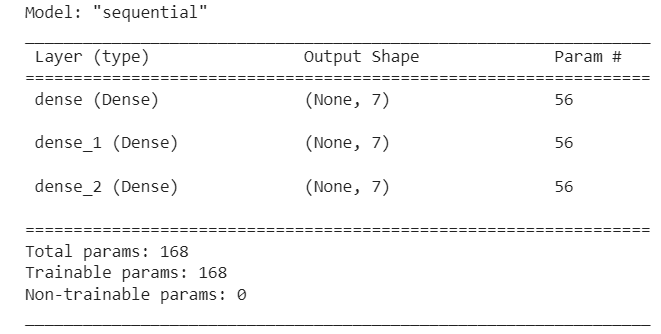 Model: "sequential"
_________________________________________________________________
Layer (type) Output Shape Param #
=================================================================
dense (Dense) (None, 7) 56
dense_1 (Dense) (None, 7) 56
dense_2 (Dense) (None, 7) 56
=================================================================
Total params: 168
Trainable params: 168
Non-trainable params: 0
_________________________________________________________________